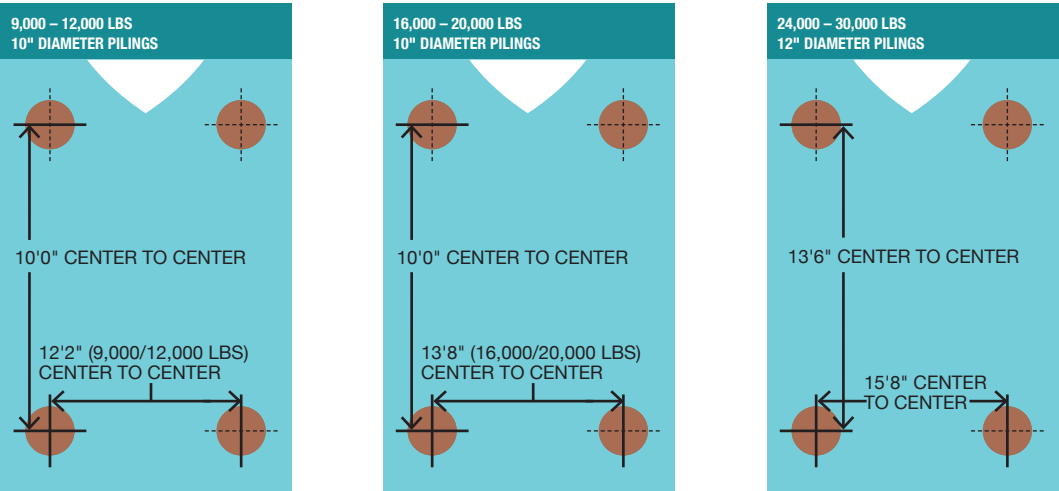 9,000 – 12,000 LBS
10" DIAMETER PILINGS
10'0" CENTER TO CENTER
12'2" (9,000/12,000 LBS)
CENTER TO CENTER
16,000 – 20,000 LBS
10" DIAMETER PILINGS
10'0" CENTER TO CENTER
13'8" (16,000/20,000 LBS)
CENTER TO CENTER
24,000 – 30,000 LBS
12" DIAMETER PILINGS
13'6" CENTER TO CENTER
15'8" CENTER
TO CENTER